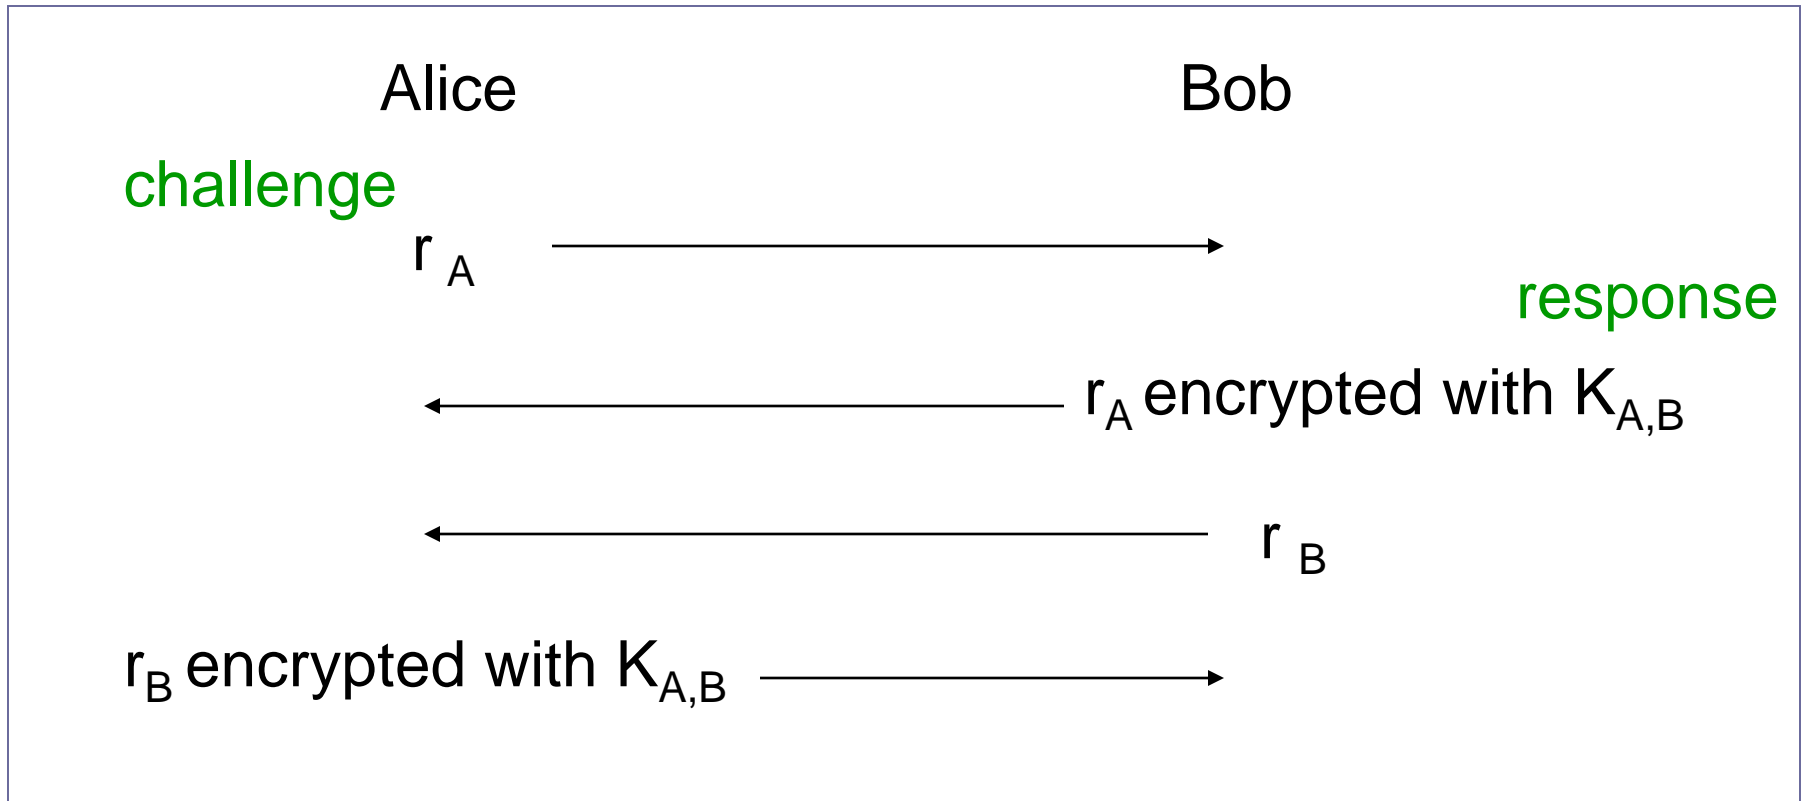 Alice Bob
challenge
r A
response
rA encrypted with KA,B
r B
rB encrypted with KA,B